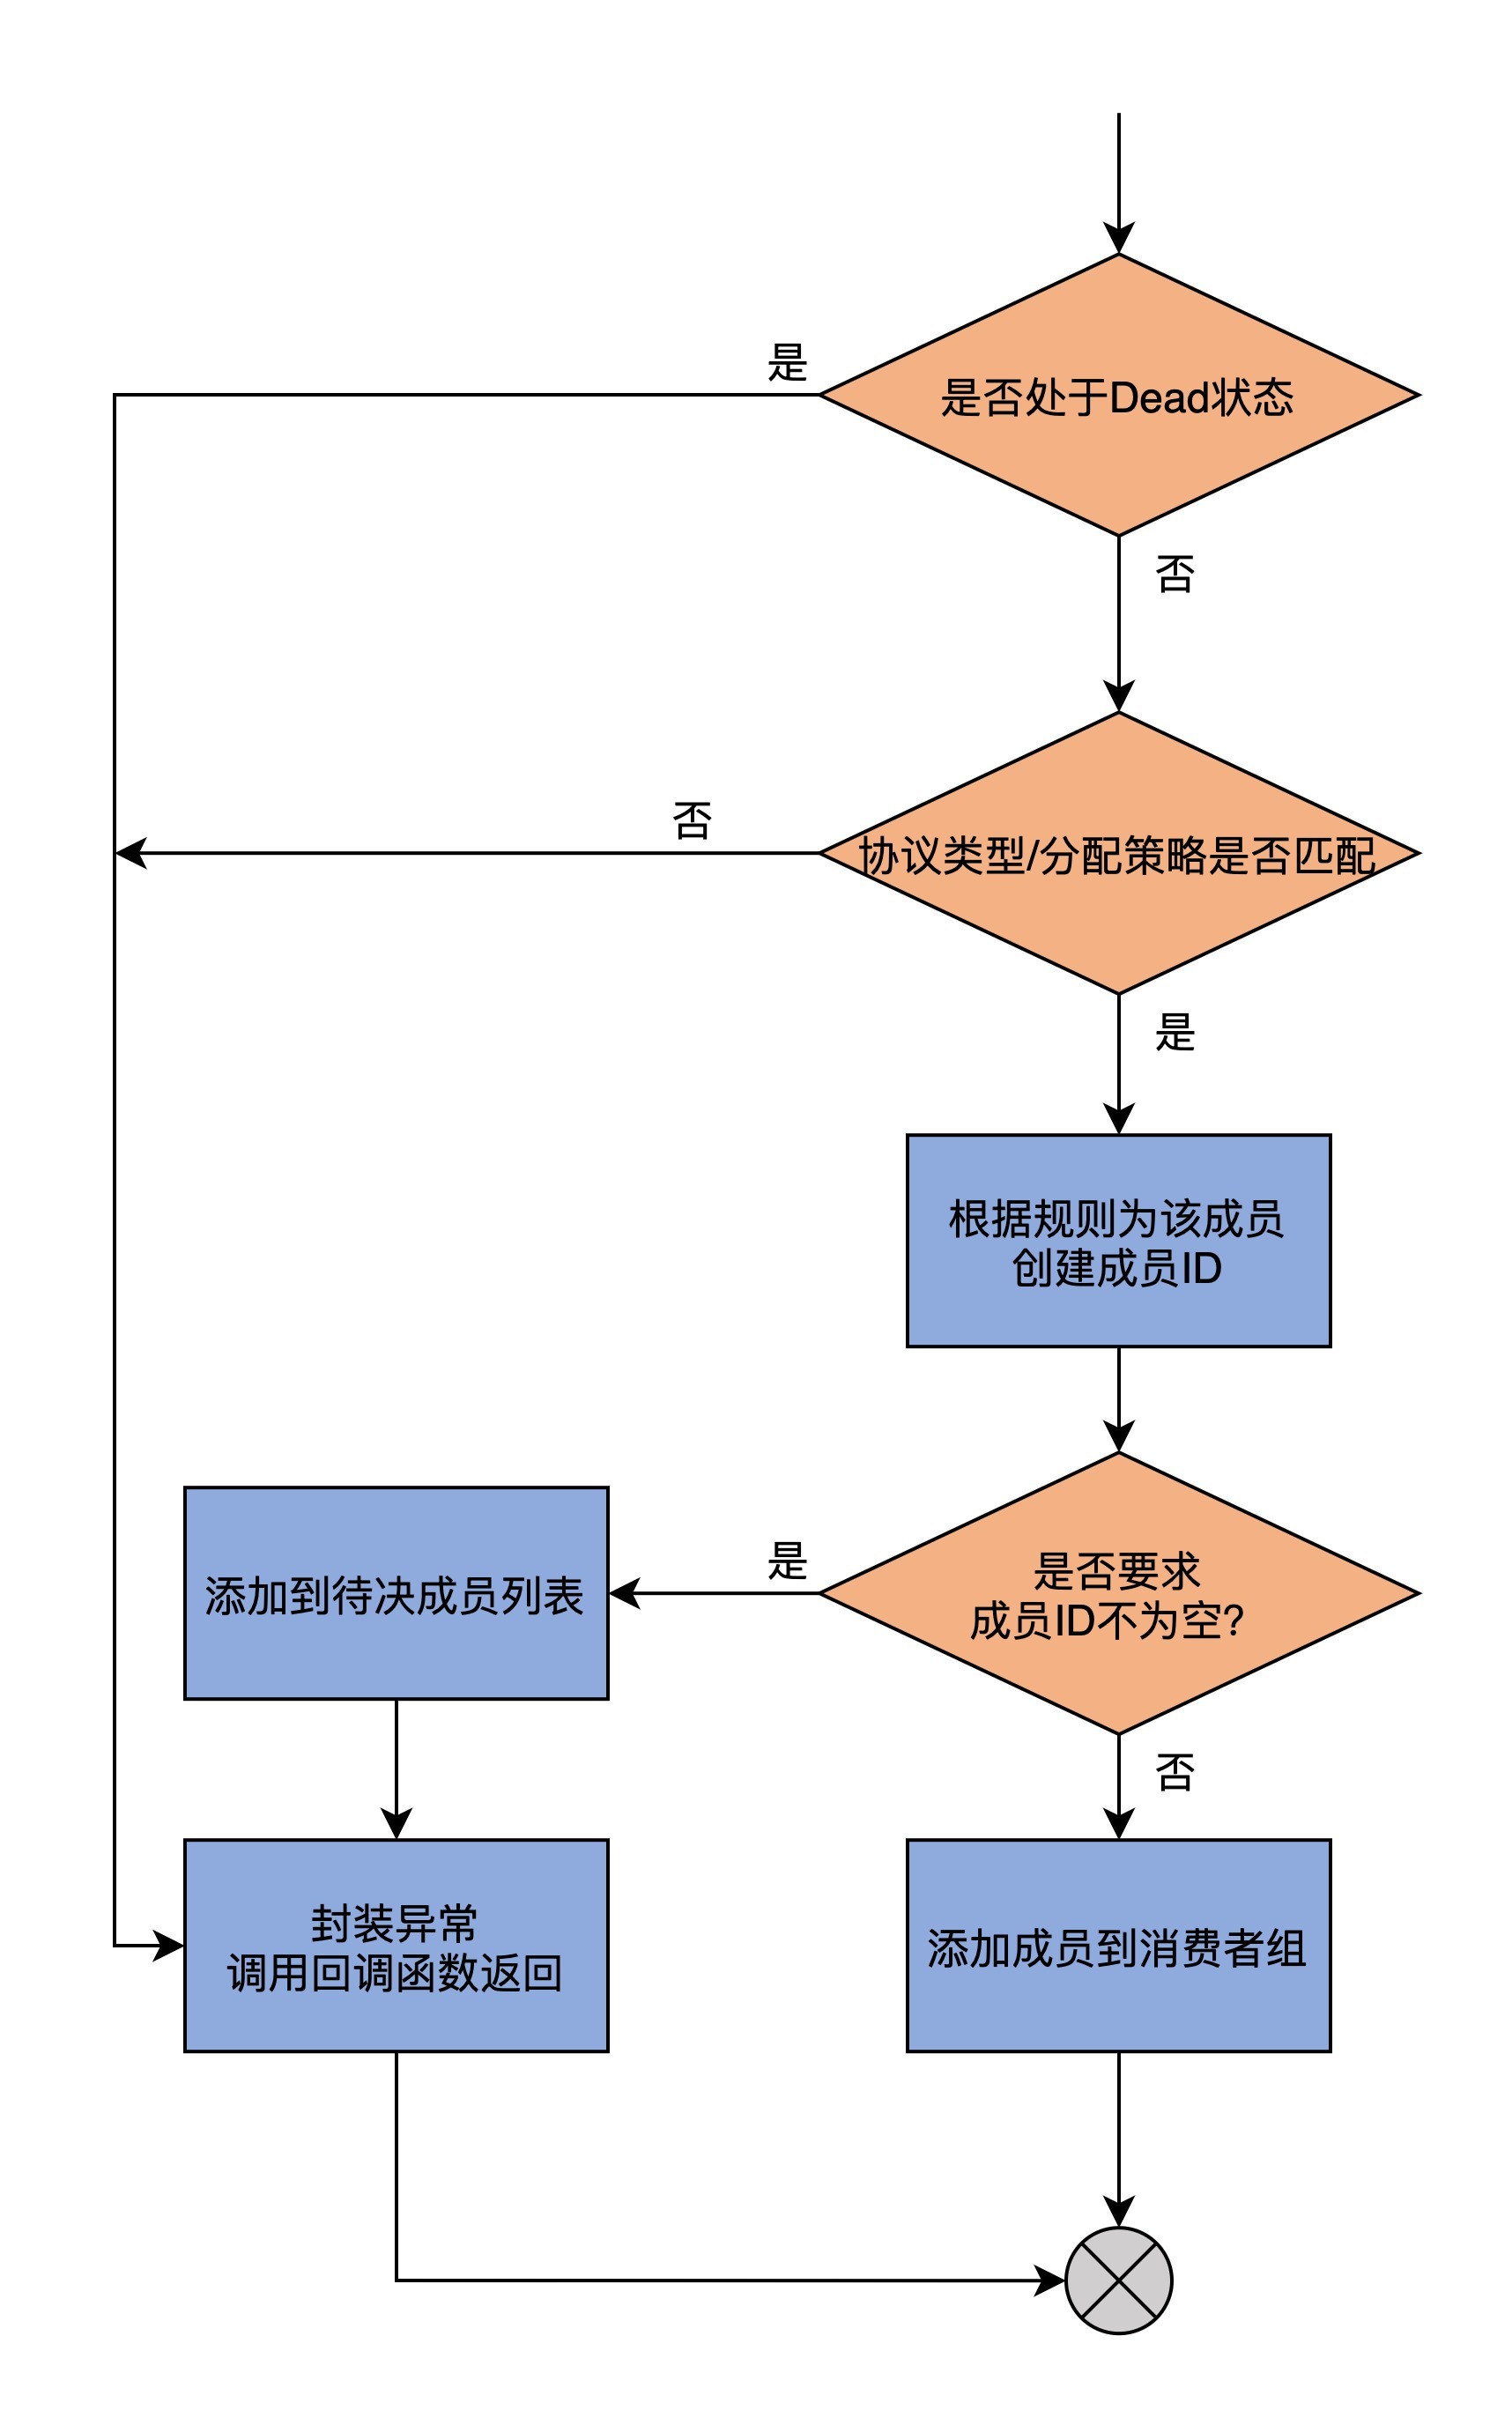 是
是否处于Dead状态
否
否
协议类型/分配策略是否匹配
是
根据规则为该成员
创建成员ID
是
是否要求
成员ID不为空?
添加到待决成员列表
否
封装异常
调用回调函数返回
添加成员到消费者组